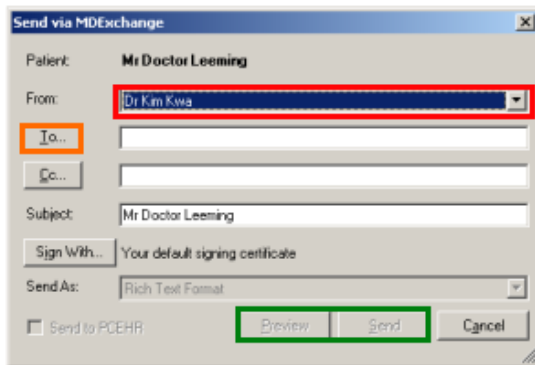 Send via MDExchange
Patient: Mr Doctor Leeming
From: Dr Kim Kwa
To...
Cc...
Subject: Mr Doctor Leeming
Sign With... Your default signing certificate
Send As: Rich Text Format
Send to PCEHR Preview Send Cancel